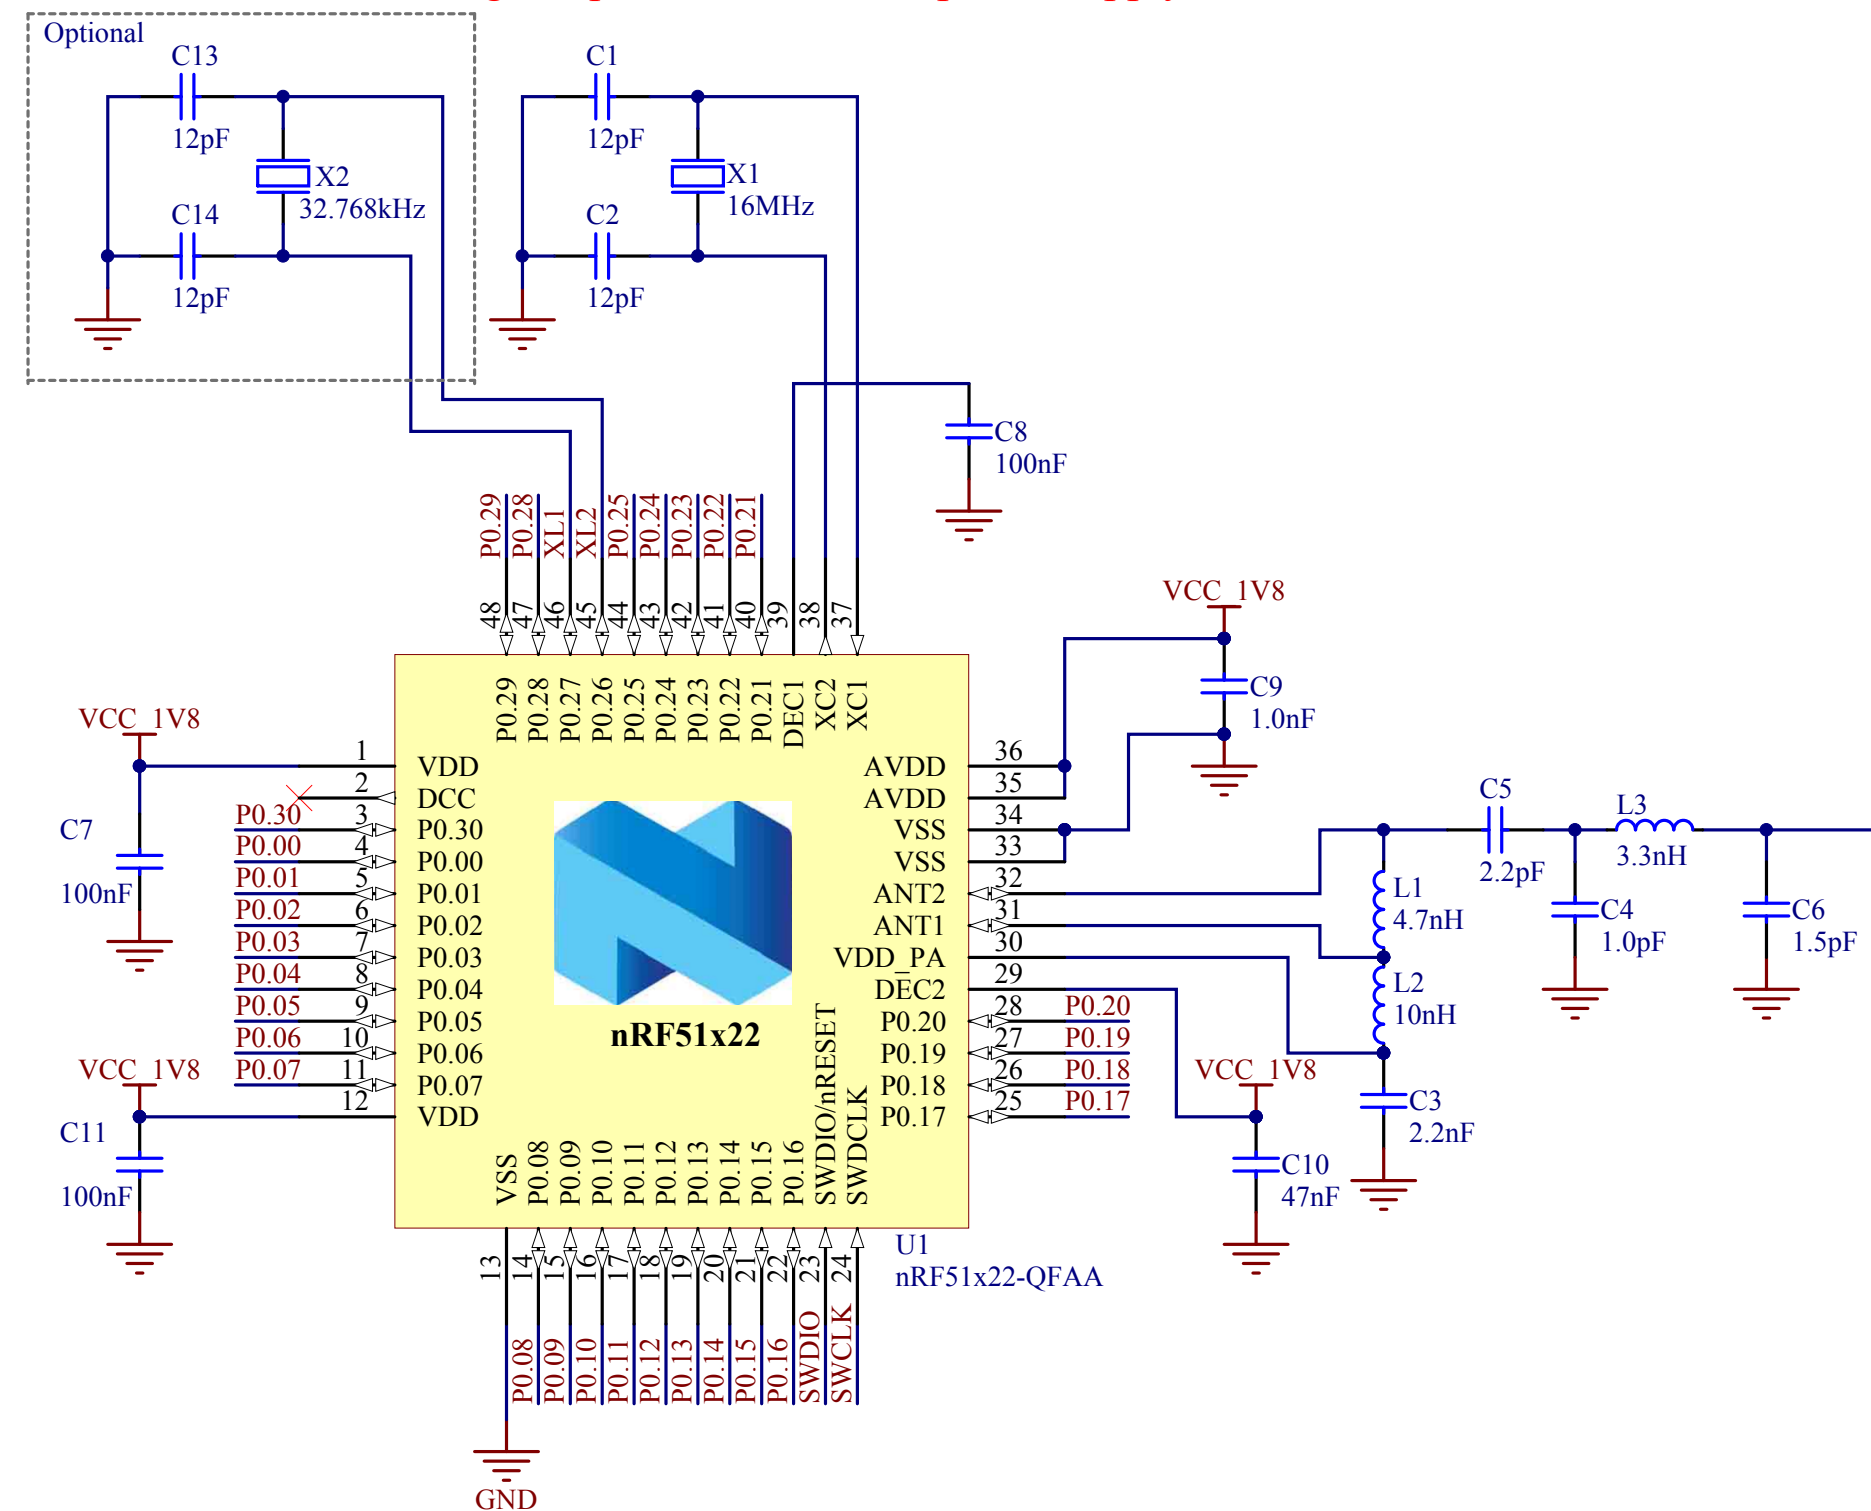 Optional
C13
12pF
X2
32.768kHz
C14
12pF
C1
12pF
X1
16MHz
C2
12pF
C8
100nF
P0.29
P0.28
XL1
XL2
P0.25
P0.24
P0.23
P0.22
P0.21
48
47
46
45
44
43
42
41
40
39
38
37
P0.29
P0.28
P0.27
P0.26
P0.25
P0.24
P0.23
P0.22
P0.21
DEC1
XC2
XC1
VCC_1V8
C7
100nF
VCC_1V8
C11
100nF
P0.30
P0.00
P0.01
P0.02
P0.03
P0.04
P0.05
P0.06
P0.07
1
2
3
4
5
6
7
8
9
10
11
12
VDD
DCC
P0.30
P0.00
P0.01
P0.02
P0.03
P0.04
P0.05
P0.06
P0.07
VDD
nRF51x22
AVDD
AVDD
VSS
VSS
ANT2
ANT1
VDD_PA
DEC2
P0.20
P0.19
P0.18
P0.17
36
35
34
33
32
31
30
29
28
27
26
25
P0.20
P0.19
P0.18
P0.17
VCC_1V8
C9
1.0nF
C5
2.2pF
L3
3.3nH
L1
4.7nH
C4
1.0pF
C6
1.5pF
L2
10nH
VCC_1V8
C3
2.2nF
C10
47nF
VSS
P0.08
P0.09
P0.10
P0.11
P0.12
P0.13
P0.14
P0.15
P0.16
SWDIO/nRESET
SWDCLK
13
14
15
16
17
18
19
20
21
22
23
24
U1
nRF51x22-QFAA
P0.08
P0.09
P0.10
P0.11
P0.12
P0.13
P0.14
P0.15
P0.16
SWDIO
SWCLK
GND